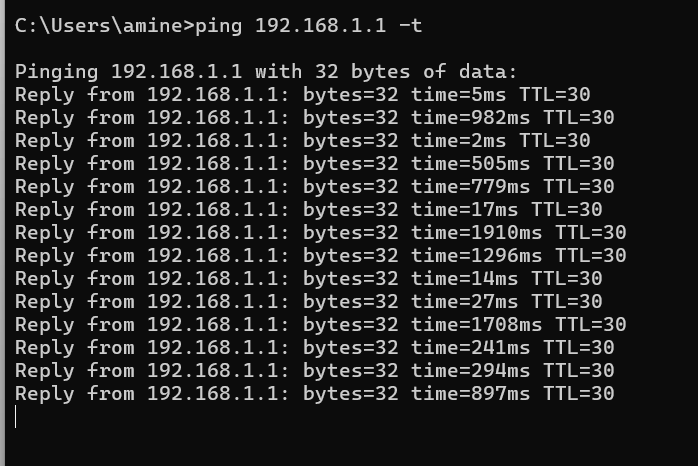 C:\Users\amine>ping 192.168.1.1 -t
Pinging 192.168.1.1 with 32 bytes of data:
Reply from 192.168.1.1: bytes=32 time=5ms TTL=30
Reply from 192.168.1.1: bytes=32 time=982ms TTL=30
Reply from 192.168.1.1: bytes=32 time=2ms TTL=30
Reply from 192.168.1.1: bytes=32 time=505ms TTL=30
Reply from 192.168.1.1: bytes=32 time=779ms TTL=30
Reply from 192.168.1.1: bytes=32 time=17ms TTL=30
Reply from 192.168.1.1: bytes=32 time=1910ms TTL=30
Reply from 192.168.1.1: bytes=32 time=1296ms TTL=30
Reply from 192.168.1.1: bytes=32 time=14ms TTL=30
Reply from 192.168.1.1: bytes=32 time=27ms TTL=30
Reply from 192.168.1.1: bytes=32 time=1708ms TTL=30
Reply from 192.168.1.1: bytes=32 time=241ms TTL=30
Reply from 192.168.1.1: bytes=32 time=294ms TTL=30
Reply from 192.168.1.1: bytes=32 time=897ms TTL=30